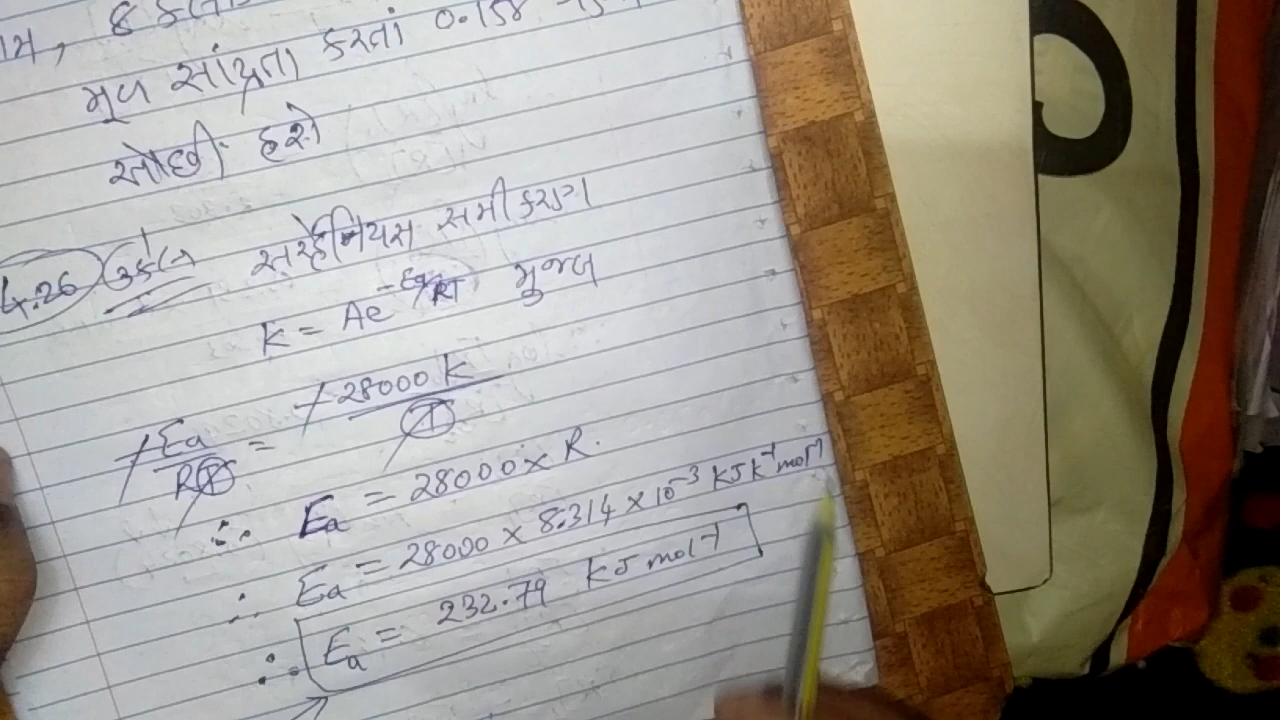 મૂળ સાંદ્રતા કરતાં 0.158
ઓછી હશે
4.26 ઉકેલ આર્હેનિયસ સમીકરણ
k = Ae^-Ea/RT મુજબ
-Ea/RT = -28000 K/T
∴ Ea = 28000 × R.
∴ Ea = 28000 × 8.314 × 10^-3 kJ K^-1 mol^-1
∴ Ea = 232.79 kJ mol^-1